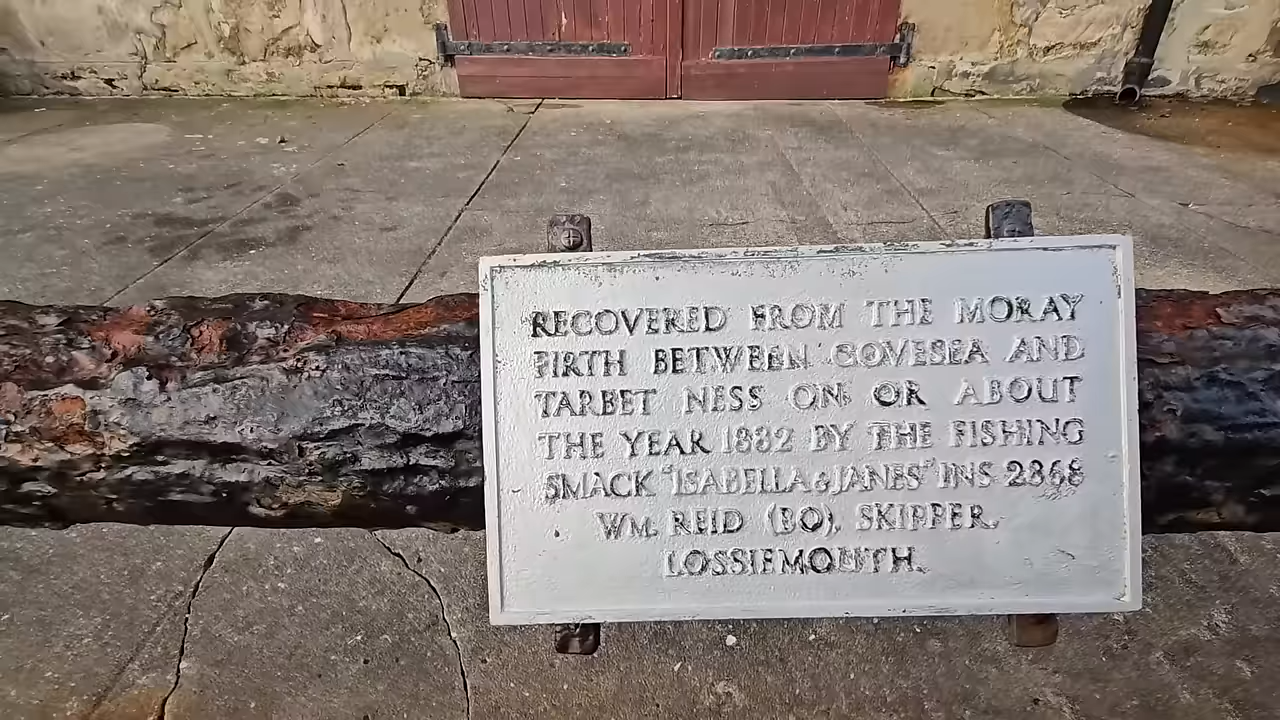 RECOVERED FROM THE MORAY
FIRTH BETWEEN COVESEA AND
TARBET NESS ON OR ABOUT
THE YEAR 1882 BY THE FISHING
SMACK "ISABELLA & JANES" INS 2368
WM. REID (BO), SKIPPER.
LOSSIEMOUTH.